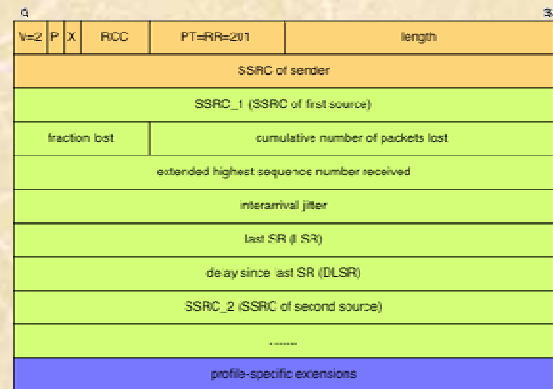 0
V=2 P X RCC PT=RR=201 length
SSRC of sender
SSRC_1 (SSRC of first source)
fraction lost cumulative number of packets lost
extended highest sequence number received
interarrival jitter
last SR (LSR)
delay since last SR (DLSR)
SSRC_2 (SSRC of second source)
.......
profile-specific extensions